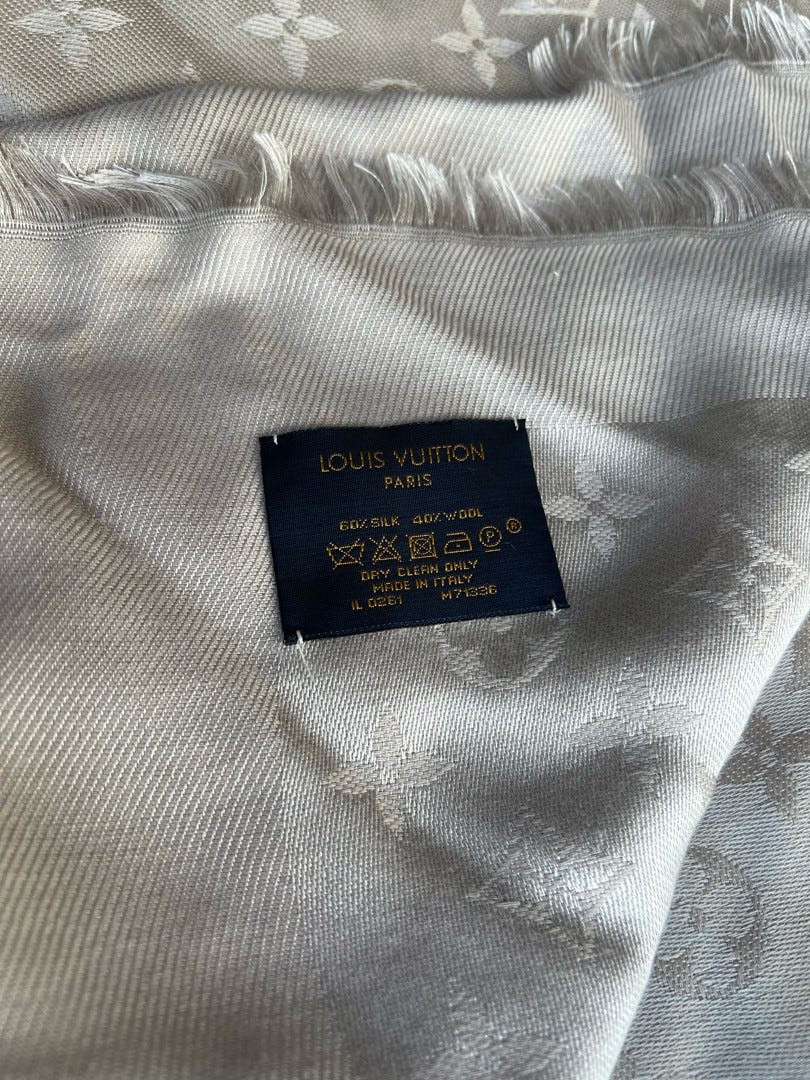 LOUIS VUITTON
PARIS
60% SILK 40% WOOL
P ®
DRY CLEAN ONLY
MADE IN ITALY
IL 0261 M71336